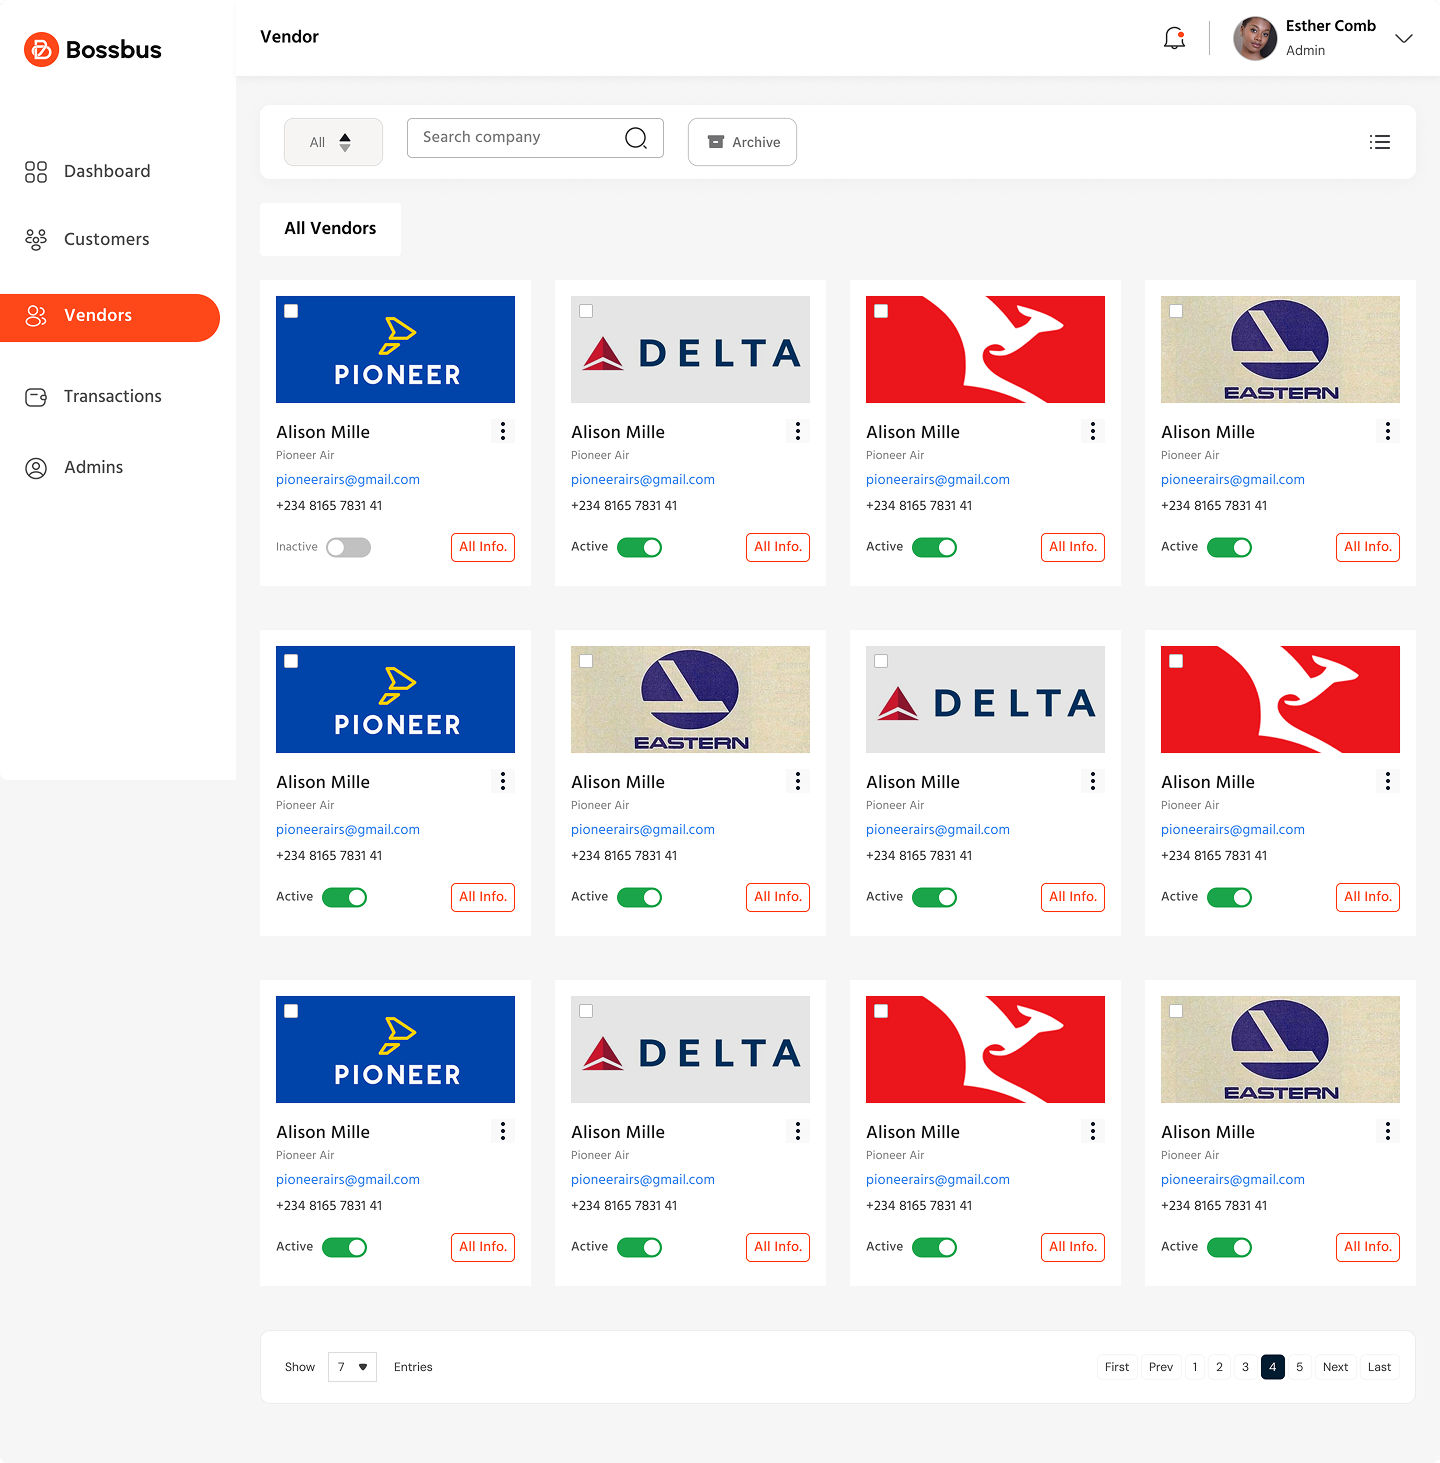 Bossbus
Vendor
Esther Comb
Admin
Dashboard
Customers
Vendors
Transactions
Admins
All
Search company
Archive
All Vendors
PIONEER
DELTA
EASTERN
Alison Mille
Alison Mille
Alison Mille
Alison Mille
Pioneer Air
Pioneer Air
Pioneer Air
Pioneer Air
pioneerairs@gmail.com
pioneerairs@gmail.com
pioneerairs@gmail.com
pioneerairs@gmail.com
+234 8165 7831 41
+234 8165 7831 41
+234 8165 7831 41
+234 8165 7831 41
Inactive
All Info.
Active
All Info.
Active
All Info.
Active
All Info.
PIONEER
EASTERN
DELTA
Alison Mille
Alison Mille
Alison Mille
Alison Mille
Pioneer Air
Pioneer Air
Pioneer Air
Pioneer Air
pioneerairs@gmail.com
pioneerairs@gmail.com
pioneerairs@gmail.com
pioneerairs@gmail.com
+234 8165 7831 41
+234 8165 7831 41
+234 8165 7831 41
+234 8165 7831 41
Active
All Info.
Active
All Info.
Active
All Info.
Active
All Info.
PIONEER
DELTA
EASTERN
Alison Mille
Alison Mille
Alison Mille
Alison Mille
Pioneer Air
Pioneer Air
Pioneer Air
Pioneer Air
pioneerairs@gmail.com
pioneerairs@gmail.com
pioneerairs@gmail.com
pioneerairs@gmail.com
+234 8165 7831 41
+234 8165 7831 41
+234 8165 7831 41
+234 8165 7831 41
Active
All Info.
Active
All Info.
Active
All Info.
Active
All Info.
Show 7 Entries
First Prev 1 2 3 4 5 Next Last